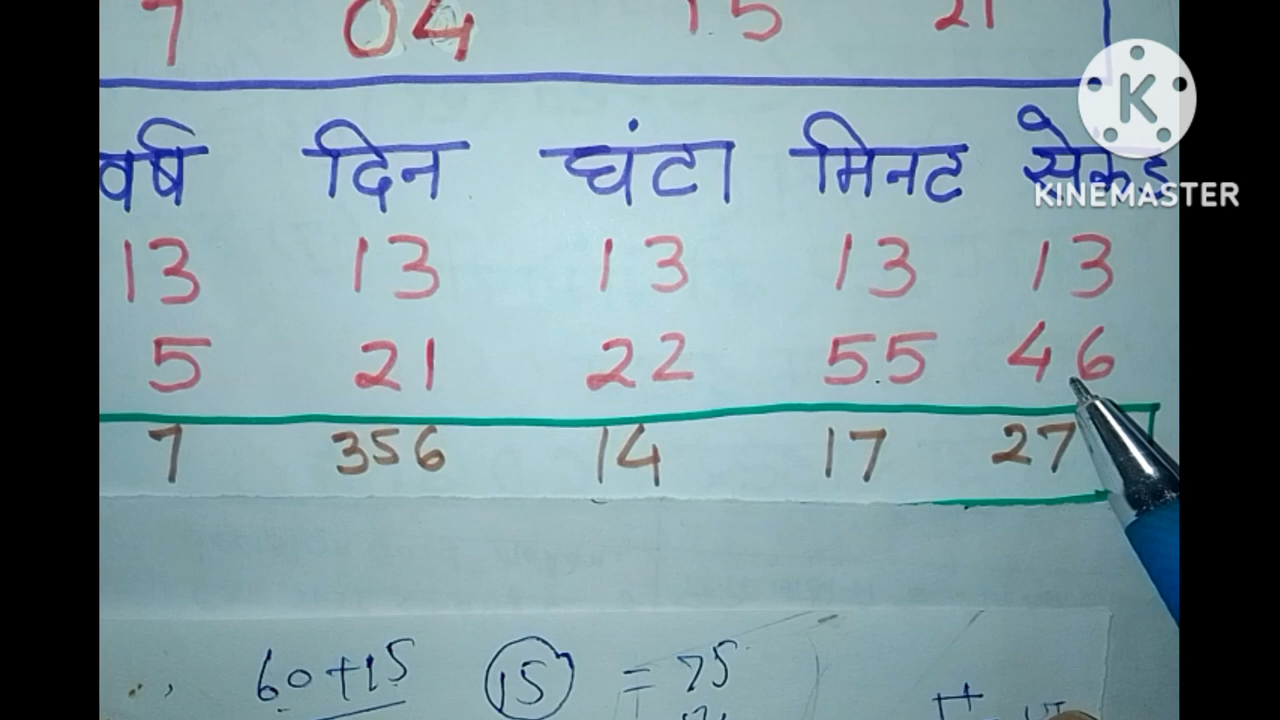 7 04 15 21
वर्ष दिन घंटा मिनट सेकंड
K
KINEMASTER
13 13 13 13 13
5 21 22 55 46
7 356 14 17 27
60+15 15 = 75